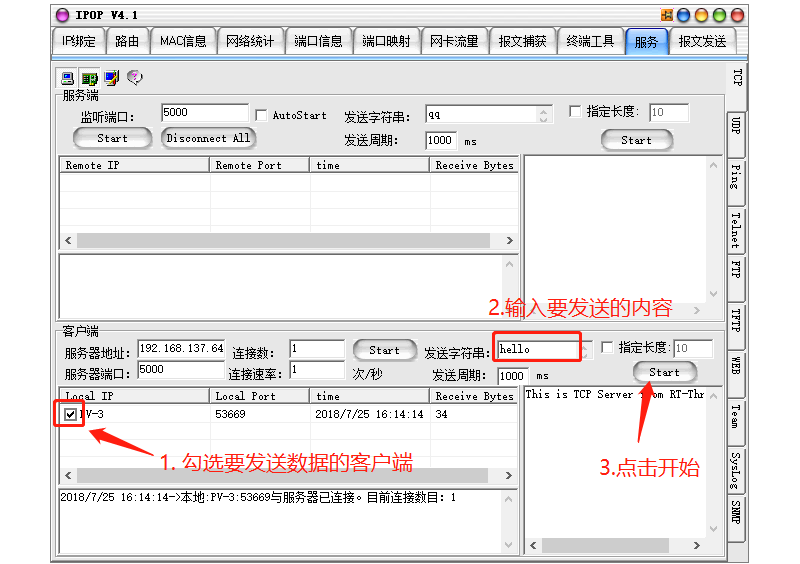 IPOP V4.1
IP绑定 路由 MAC信息 网络统计 端口信息 端口映射 网卡流量 报文捕获 终端工具 服务 报文发送
TCP
UDP
Ping
Telnet
FTP
TFTP
WEB
Team
SysLog
SNMP
服务端
监听端口: 5000 AutoStart 发送字符串: qq 指定长度: 10
Start Disconnect All 发送周期: 1000 ms Start
Remote IP Remote Port time Receive Bytes
2.输入要发送的内容
客户端
服务器地址: 192.168.137.64 连接数: 1 Start 发送字符串: hello 指定长度: 10
服务器端口: 5000 连接速率: 1 次/秒 发送周期: 1000 ms Start
Local IP Local Port time Receive Bytes
PV-3 53669 2018/7/25 16:14:14 34
This is TCP Server from RT-Thr
1. 勾选要发送数据的客户端
3.点击开始
2018/7/25 16:14:14->本地:PV-3:53669与服务器已连接。目前连接数目: 1